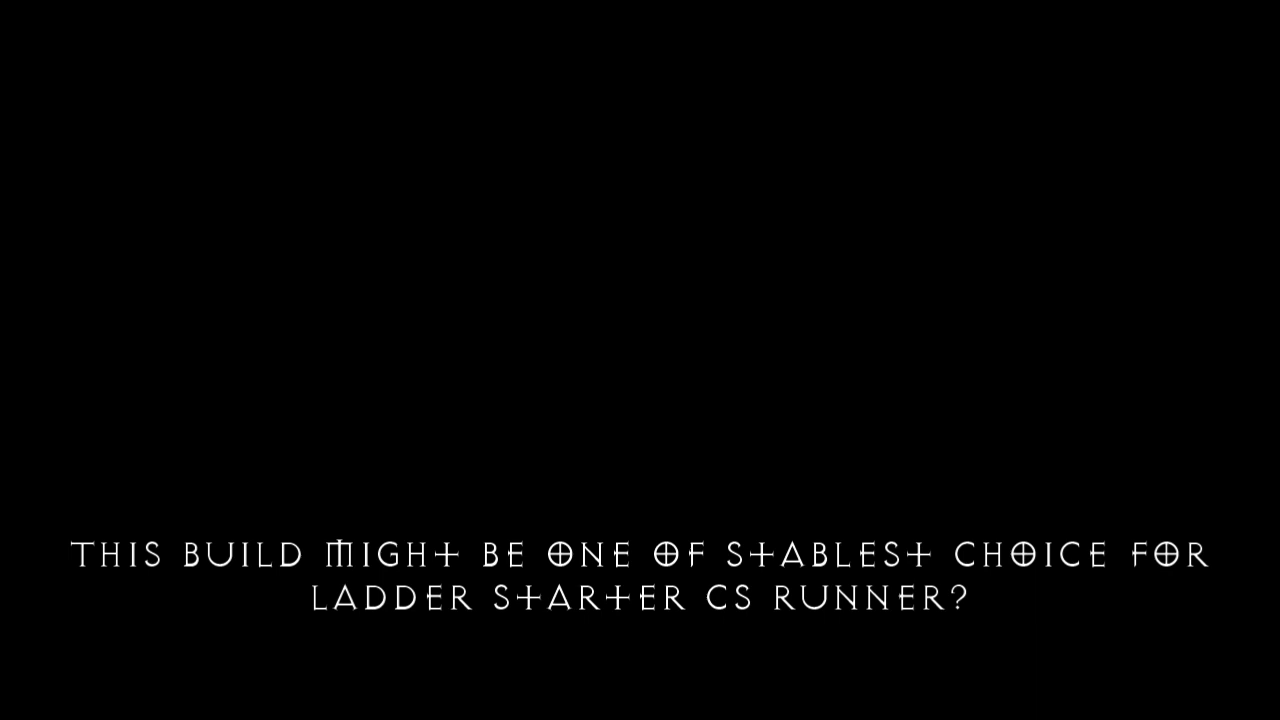 THIS BUILD MIGHT BE ONE OF STABLEST CHOICE FOR
LADDER STARTER CS RUNNER?